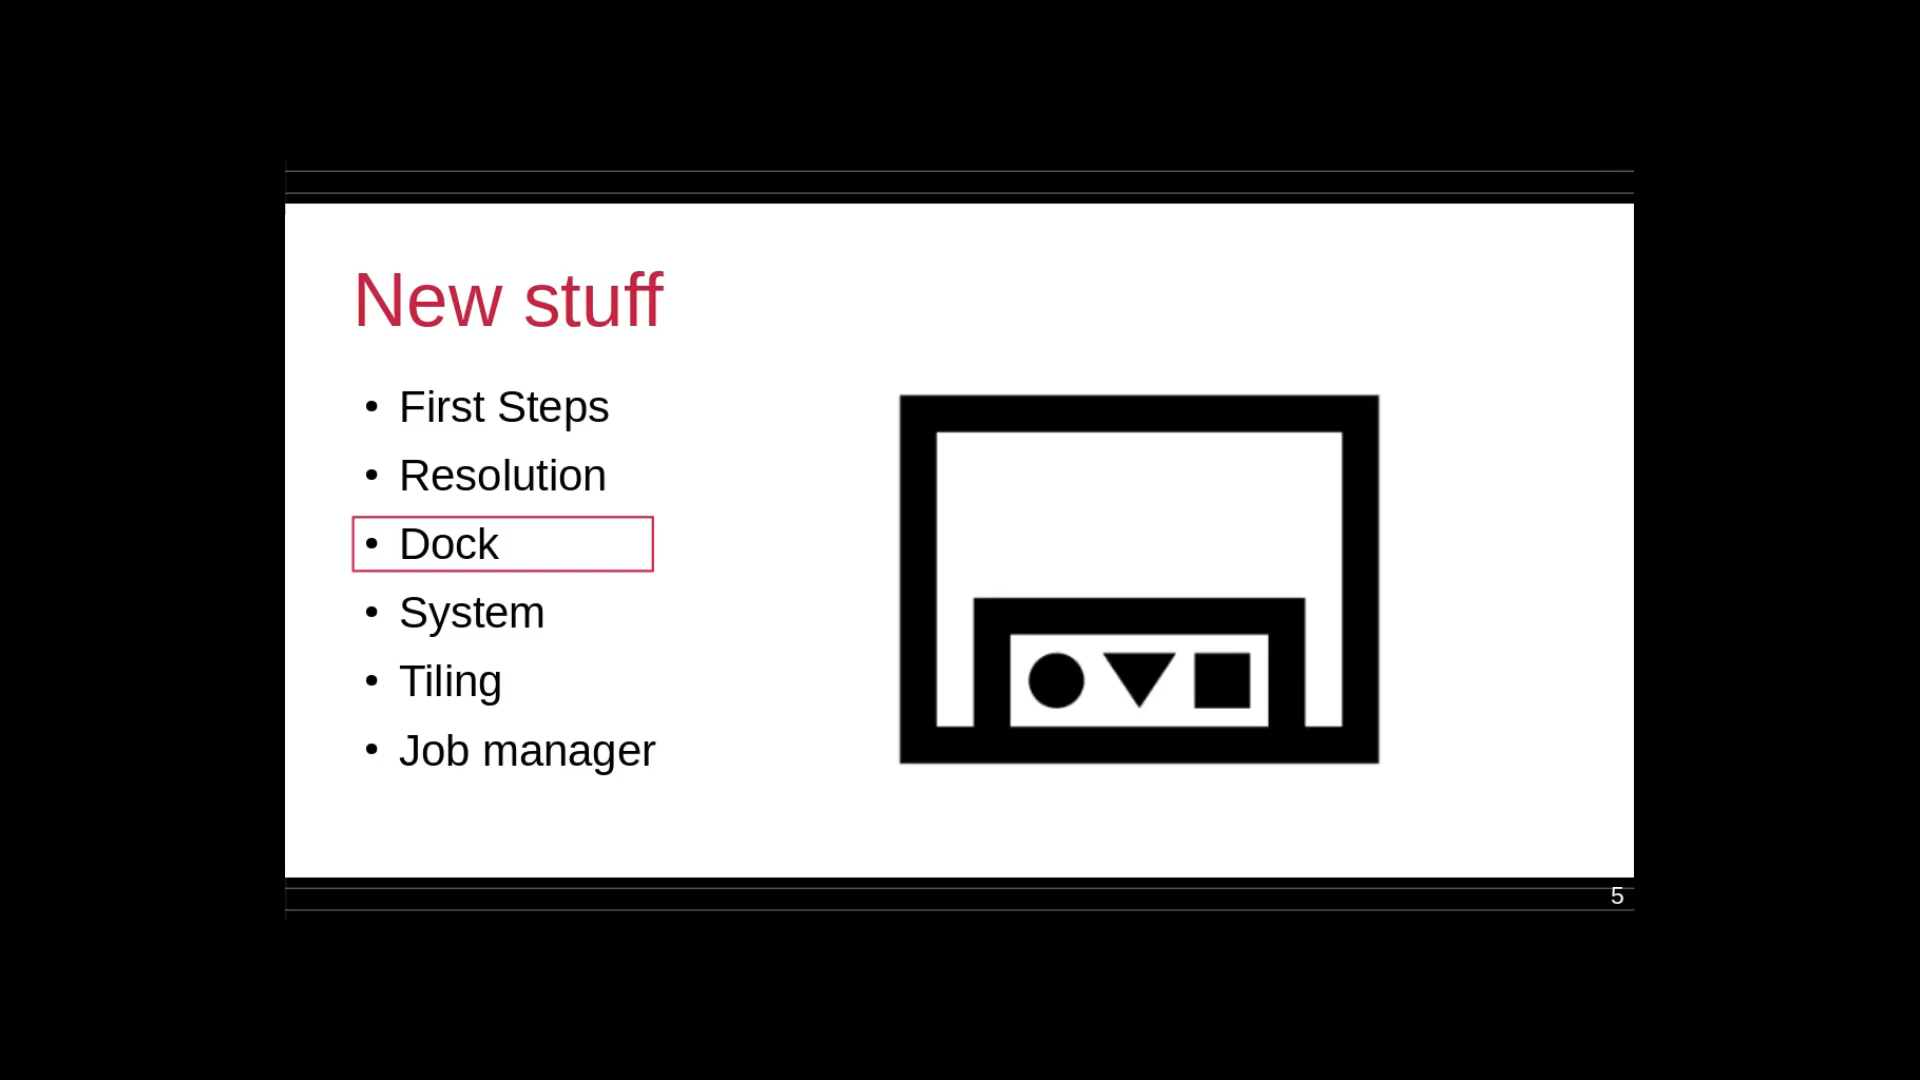 New stuff
• First Steps
• Resolution
• Dock
• System
• Tiling
• Job manager
5